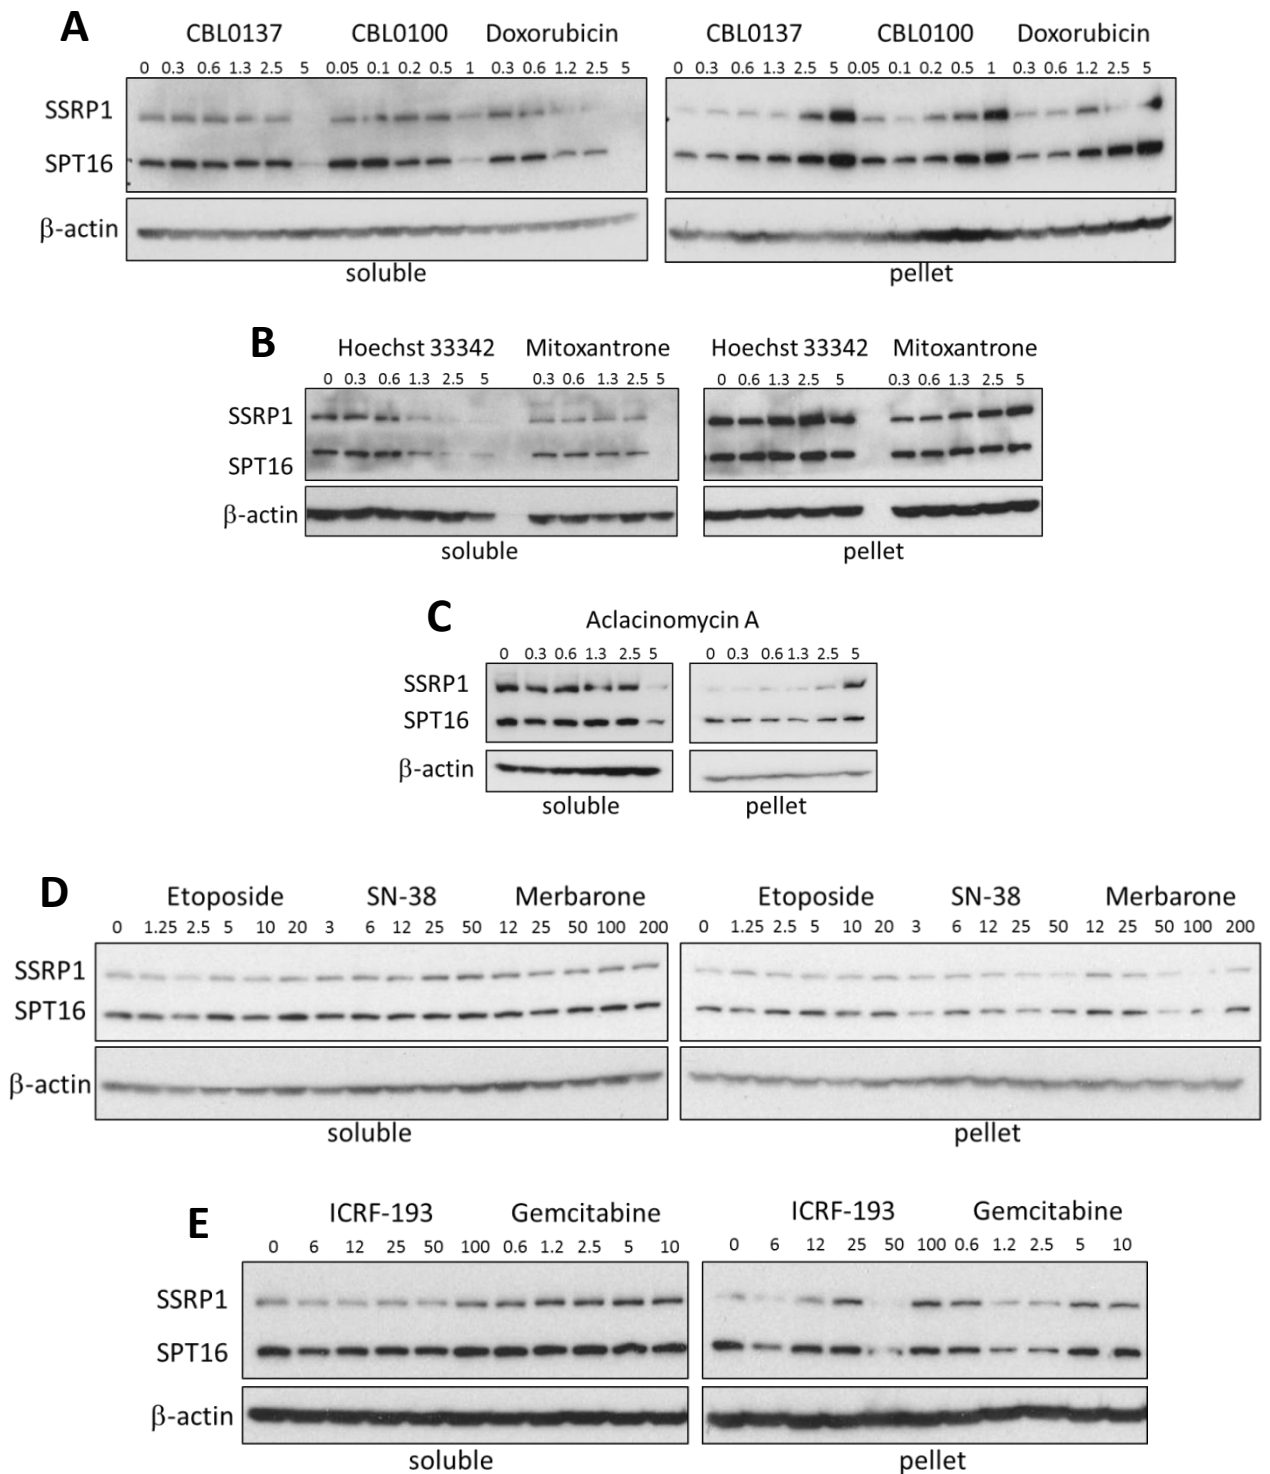 A
CBL0137 CBL0100 Doxorubicin CBL0137 CBL0100 Doxorubicin
0 0.3 0.6 1.3 2.5 5 0.05 0.1 0.2 0.5 1 0.3 0.6 1.2 2.5 5 0 0.3 0.6 1.3 2.5 5 0.05 0.1 0.2 0.5 1 0.3 0.6 1.2 2.5 5
SSRP1
SPT16
β-actin
soluble pellet
B
Hoechst 33342 Mitoxantrone Hoechst 33342 Mitoxantrone
0 0.3 0.6 1.3 2.5 5 0.3 0.6 1.3 2.5 5 0 0.6 1.3 2.5 5 0.3 0.6 1.3 2.5 5
SSRP1
SPT16
β-actin
soluble pellet
C
Aclacinomycin A
0 0.3 0.6 1.3 2.5 5 0 0.3 0.6 1.3 2.5 5
SSRP1
SPT16
β-actin
soluble pellet
D
Etoposide SN-38 Merbarone Etoposide SN-38 Merbarone
0 1.25 2.5 5 10 20 3 6 12 25 50 12 25 50 100 200 0 1.25 2.5 5 10 20 3 6 12 25 50 12 25 50 100 200
SSRP1
SPT16
β-actin
soluble pellet
E
ICRF-193 Gemcitabine ICRF-193 Gemcitabine
0 6 12 25 50 100 0.6 1.2 2.5 5 10 0 6 12 25 50 100 0.6 1.2 2.5 5 10
SSRP1
SPT16
β-actin
soluble pellet